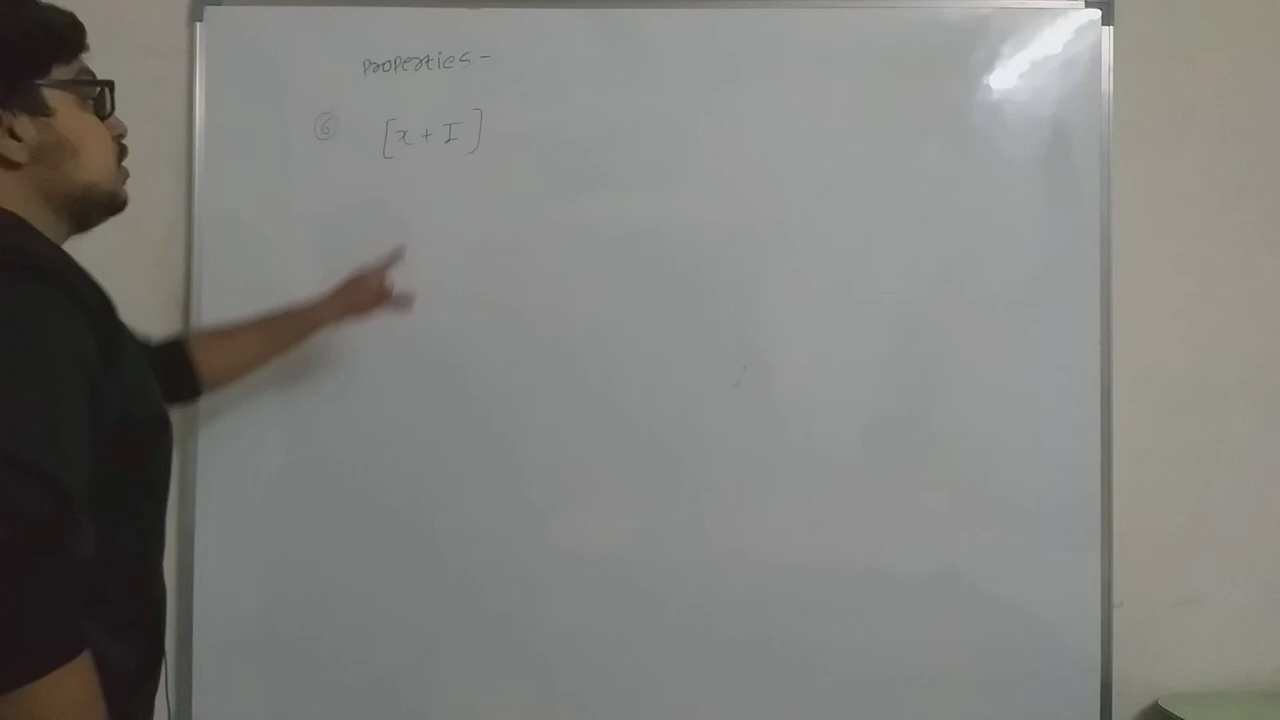 Properties -
⑥ [x + I]